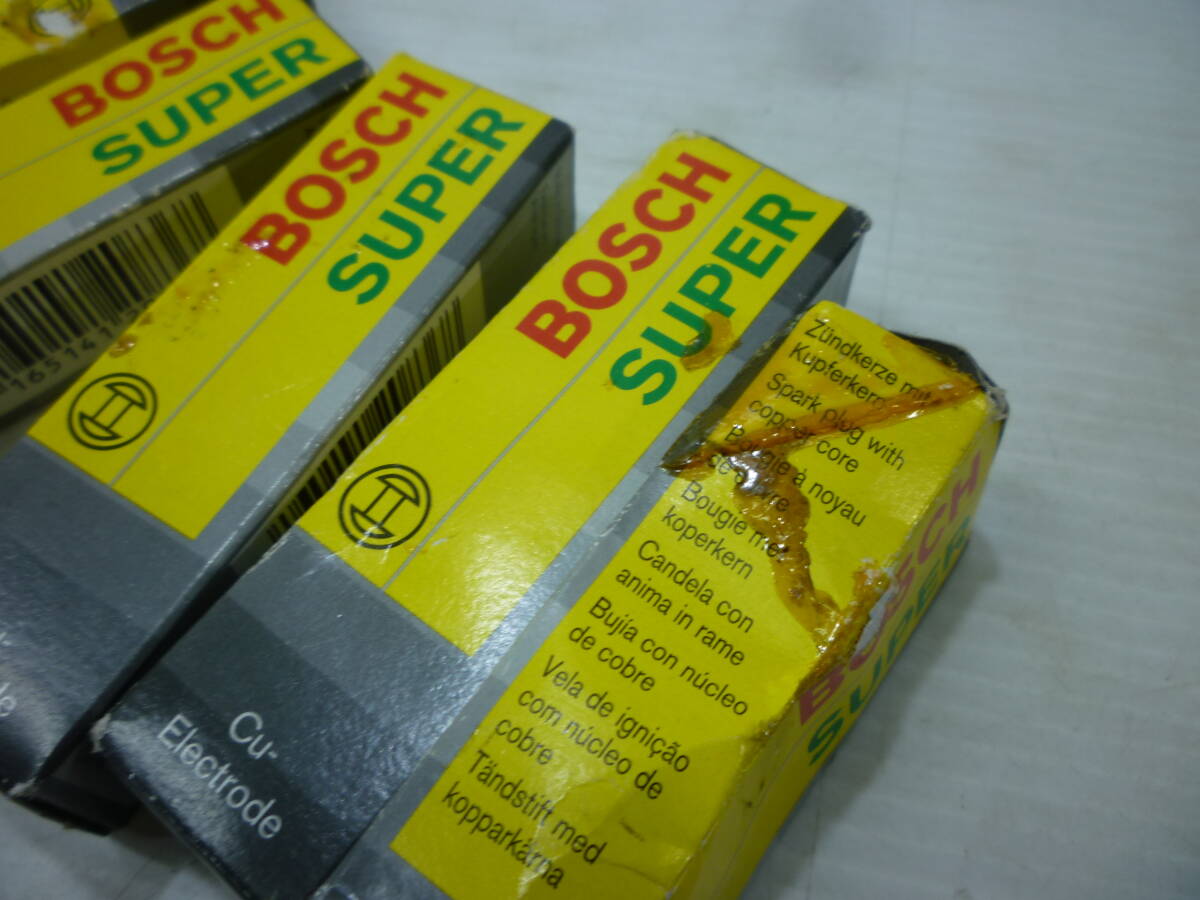 BOSCH
SUPER
BOSCH
SUPER
BOSCH
SUPER
Cu-
Electrode
Zündkerze mit
Kupferkern
Spark plug with
copper core
Bougie à noyau
de cuivre
Bougie met
koperkern
Candela con
anima in rame
Bujía con núcleo
de cobre
Vela de ignição
com núcleo de
cobre
Tändstift med
kopparkärna
BOSCH
SUPER